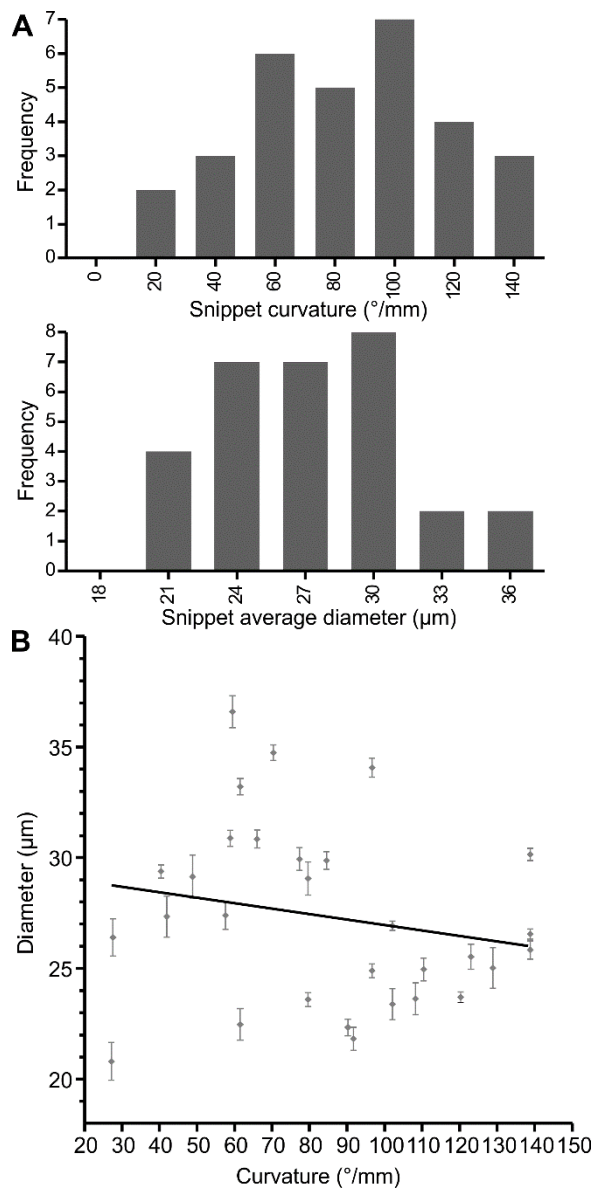 A
7
6
5
4
3
2
1
0
Frequency
0 20 40 60 80 100 120 140
Snippet curvature (°/mm)
8
7
6
5
4
3
2
1
0
Frequency
18 21 24 27 30 33 36
Snippet average diameter (µm)
B
40
35
30
25
20
Diameter (µm)
20 30 40 50 60 70 80 90 100 110 120 130 140 150
Curvature (°/mm)